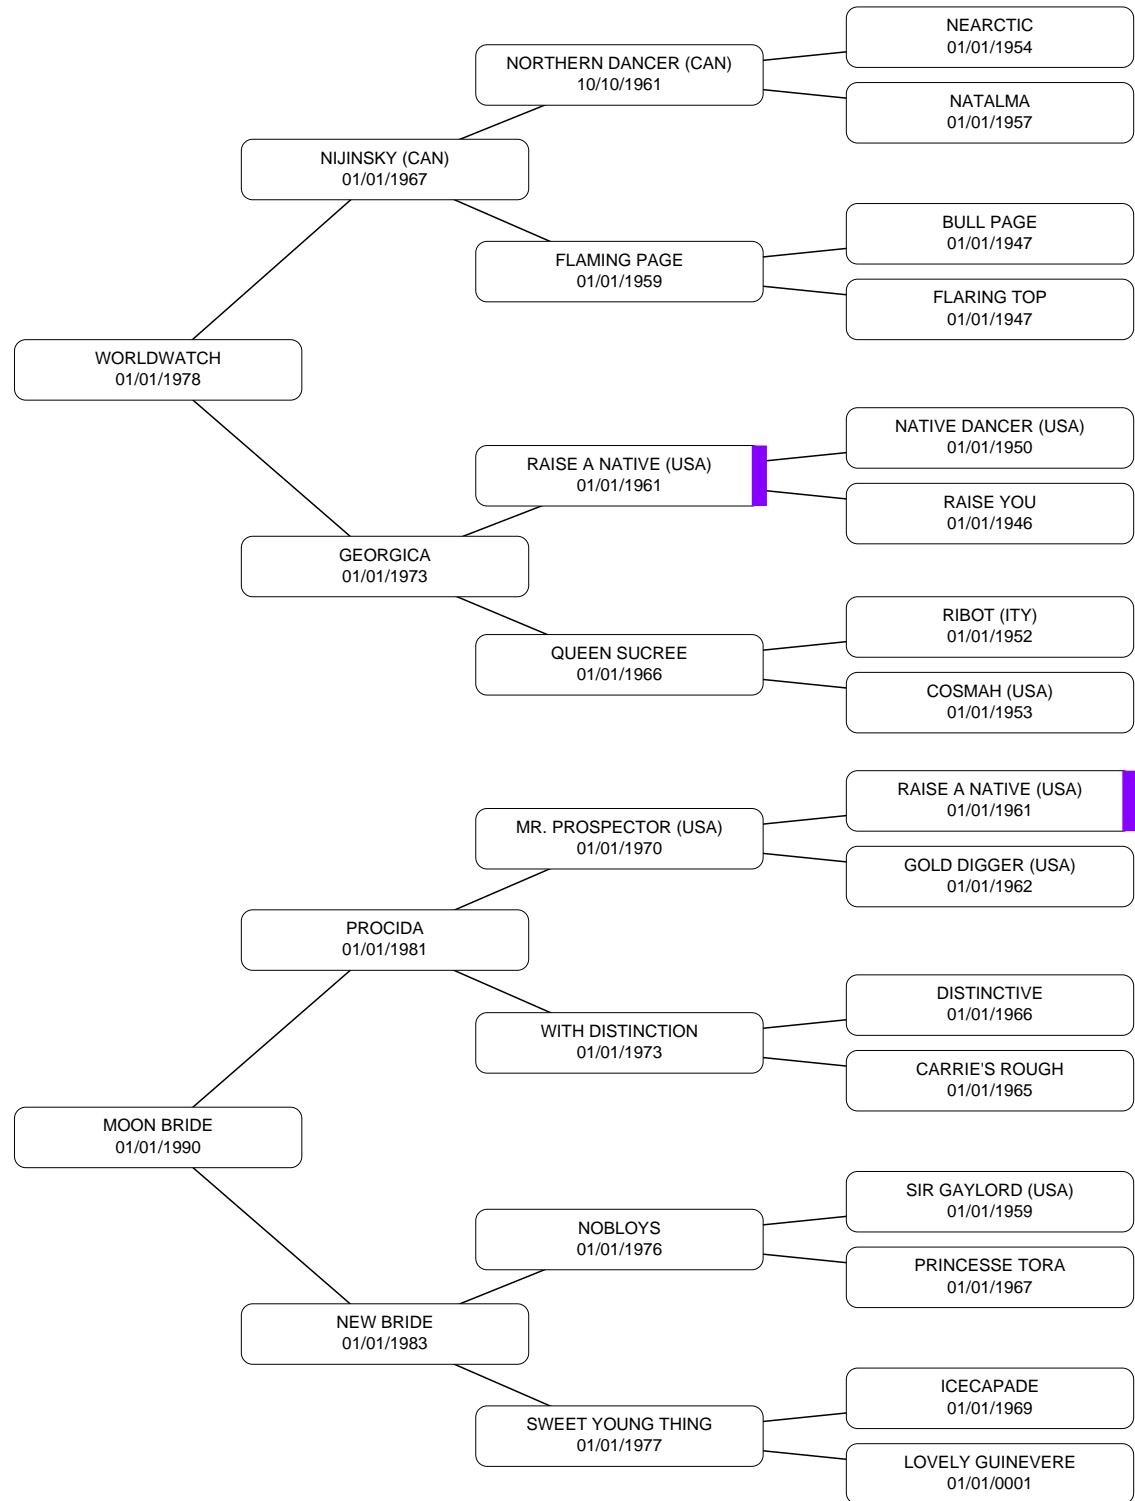 NEARCTIC
01/01/1954
NORTHERN DANCER (CAN)
10/10/1961
NATALMA
01/01/1957
NIJINSKY (CAN)
01/01/1967
BULL PAGE
01/01/1947
FLAMING PAGE
01/01/1959
FLARING TOP
01/01/1947
WORLDWATCH
01/01/1978
NATIVE DANCER (USA)
01/01/1950
RAISE A NATIVE (USA)
01/01/1961
RAISE YOU
01/01/1946
GEORGICA
01/01/1973
RIBOT (ITY)
01/01/1952
QUEEN SUCREE
01/01/1966
COSMAH (USA)
01/01/1953
RAISE A NATIVE (USA)
01/01/1961
MR. PROSPECTOR (USA)
01/01/1970
GOLD DIGGER (USA)
01/01/1962
PROCIDA
01/01/1981
DISTINCTIVE
01/01/1966
WITH DISTINCTION
01/01/1973
CARRIE'S ROUGH
01/01/1965
MOON BRIDE
01/01/1990
SIR GAYLORD (USA)
01/01/1959
NOBLOYS
01/01/1976
PRINCESSE TORA
01/01/1967
NEW BRIDE
01/01/1983
ICECAPADE
01/01/1969
SWEET YOUNG THING
01/01/1977
LOVELY GUINEVERE
01/01/0001